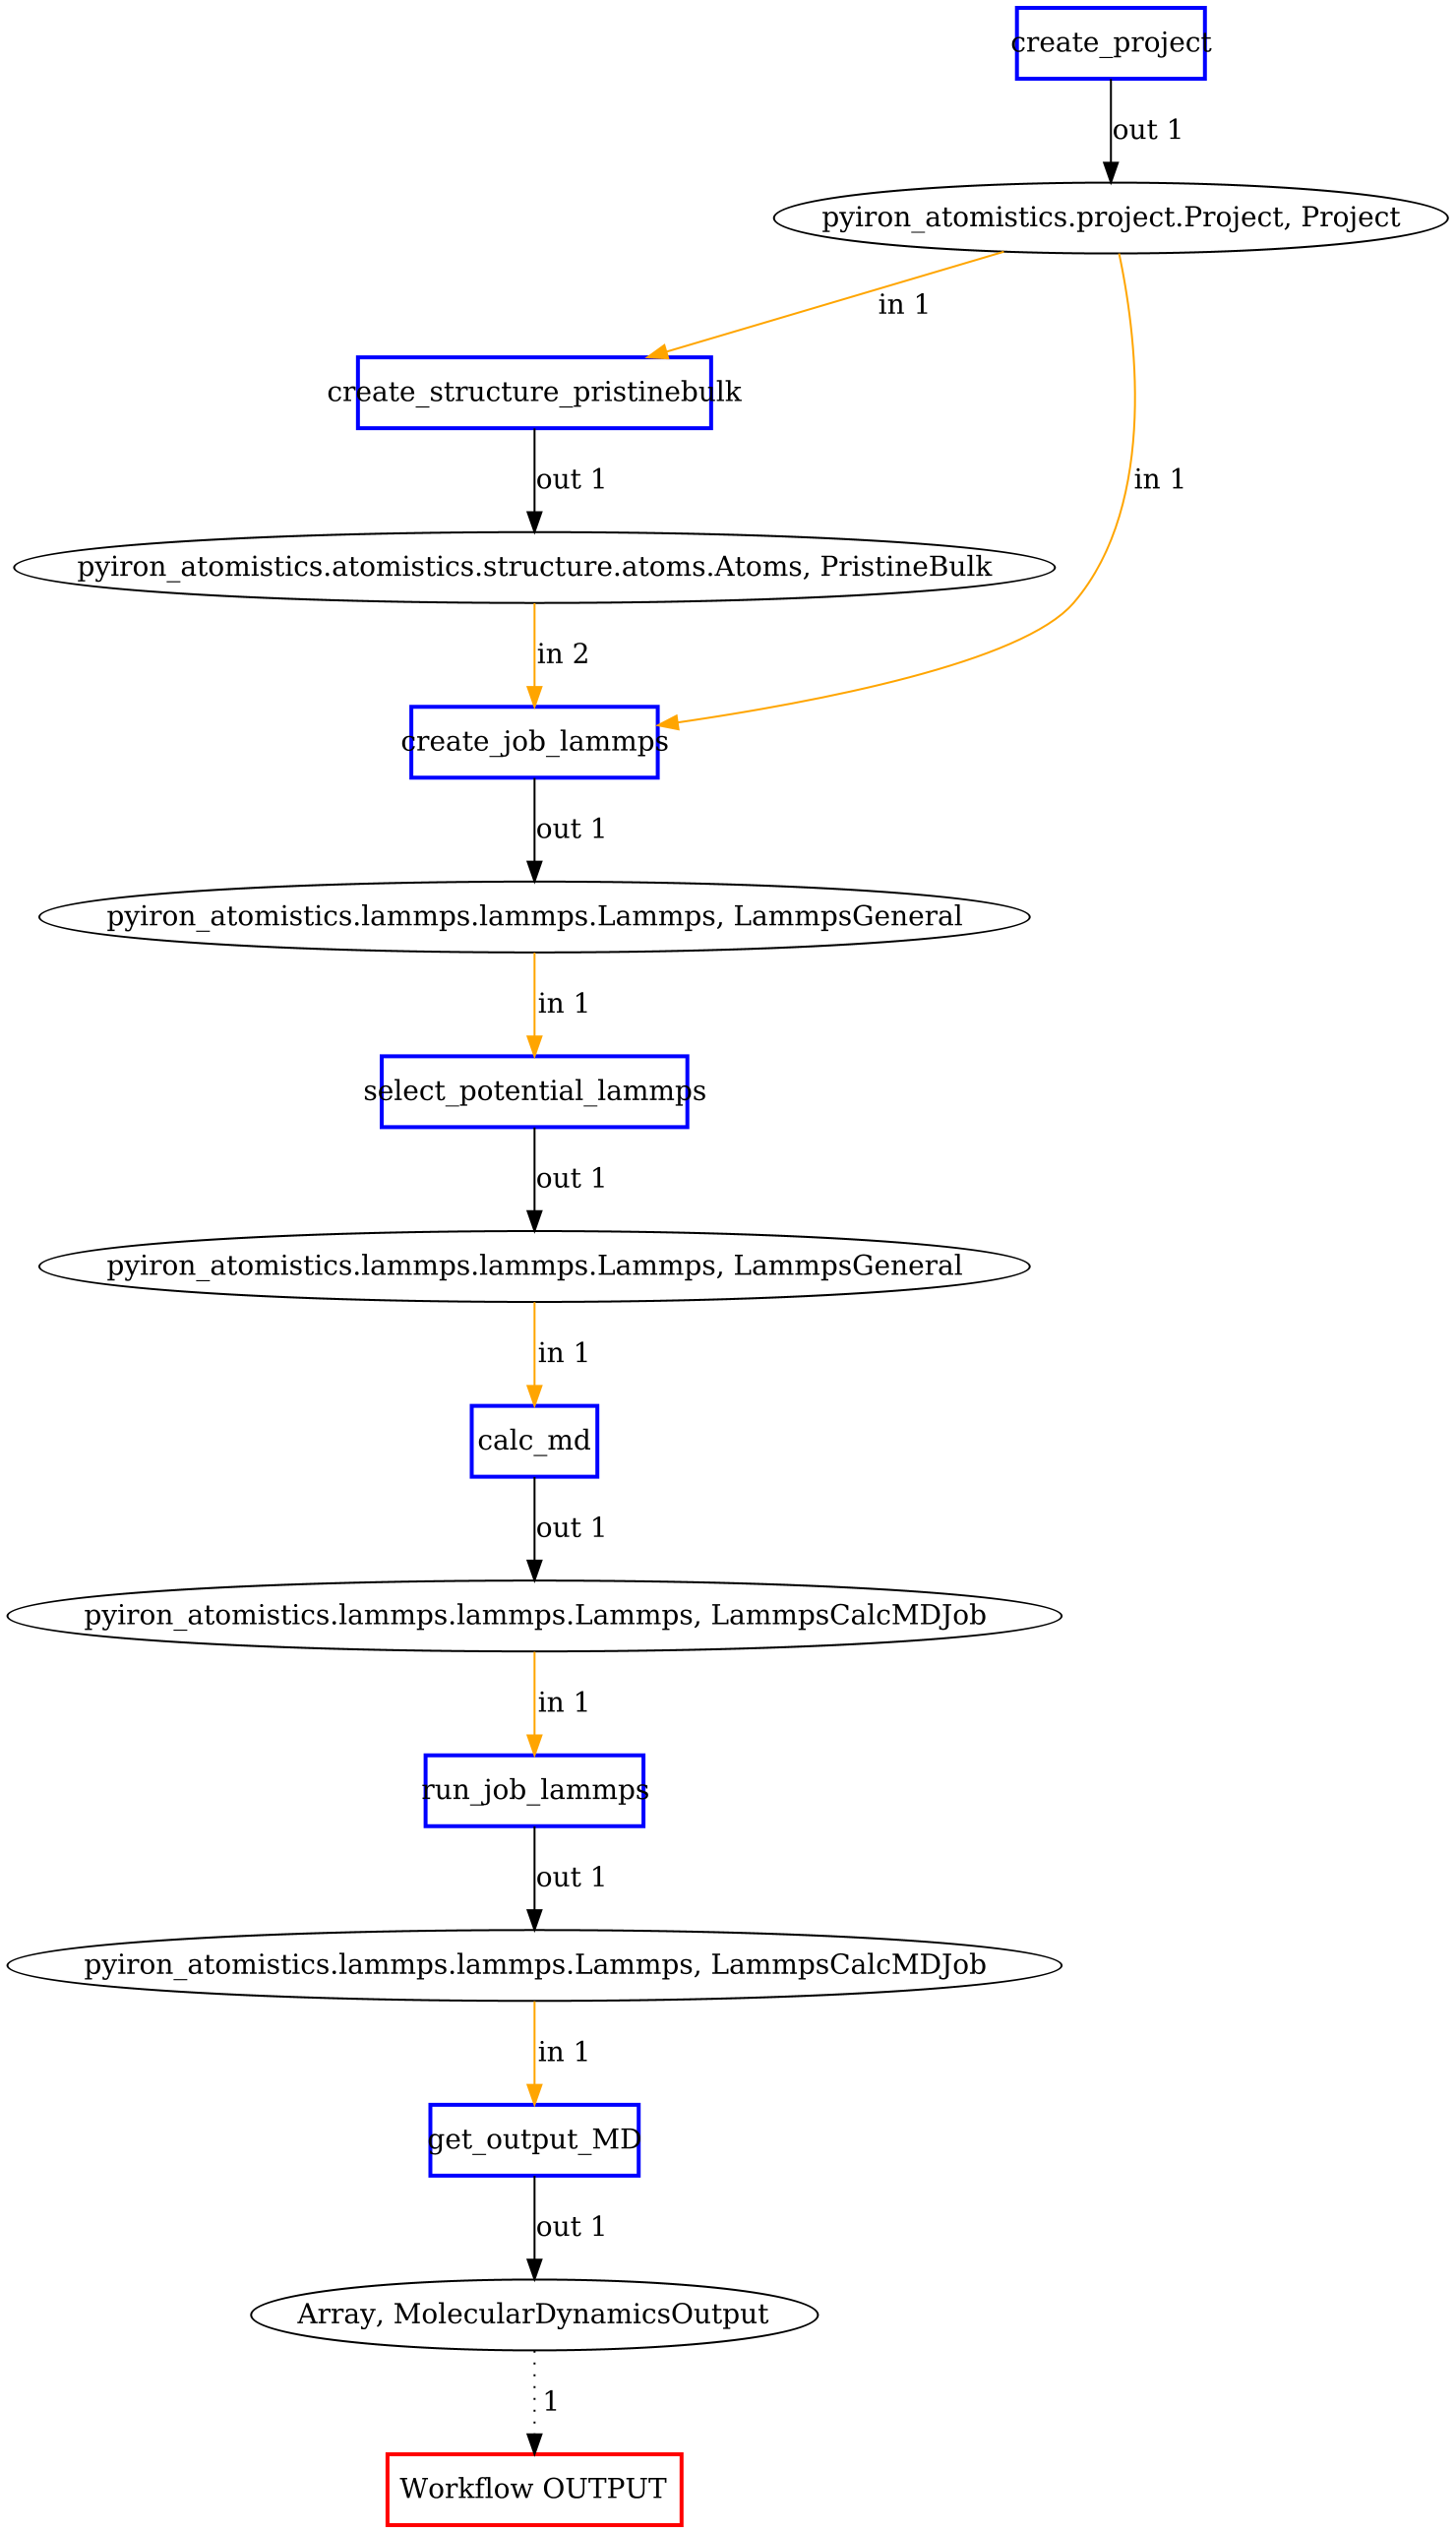 create_project
out 1
pyiron_atomistics.project.Project, Project
in 1
create_structure_pristinebulk
out 1
in 1
pyiron_atomistics.atomistics.structure.atoms.Atoms, PristineBulk
in 2
create_job_lammps
out 1
pyiron_atomistics.lammps.lammps.Lammps, LammpsGeneral
in 1
select_potential_lammps
out 1
pyiron_atomistics.lammps.lammps.Lammps, LammpsGeneral
in 1
calc_md
out 1
pyiron_atomistics.lammps.lammps.Lammps, LammpsCalcMDJob
in 1
run_job_lammps
out 1
pyiron_atomistics.lammps.lammps.Lammps, LammpsCalcMDJob
in 1
get_output_MD
out 1
Array, MolecularDynamicsOutput
1
Workflow OUTPUT